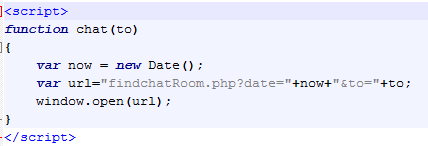 <script>
function chat(to)
{
    var now = new Date();
    var url="findchatRoom.php?date="+now+"&to="+to;
    window.open(url);
}
</script>